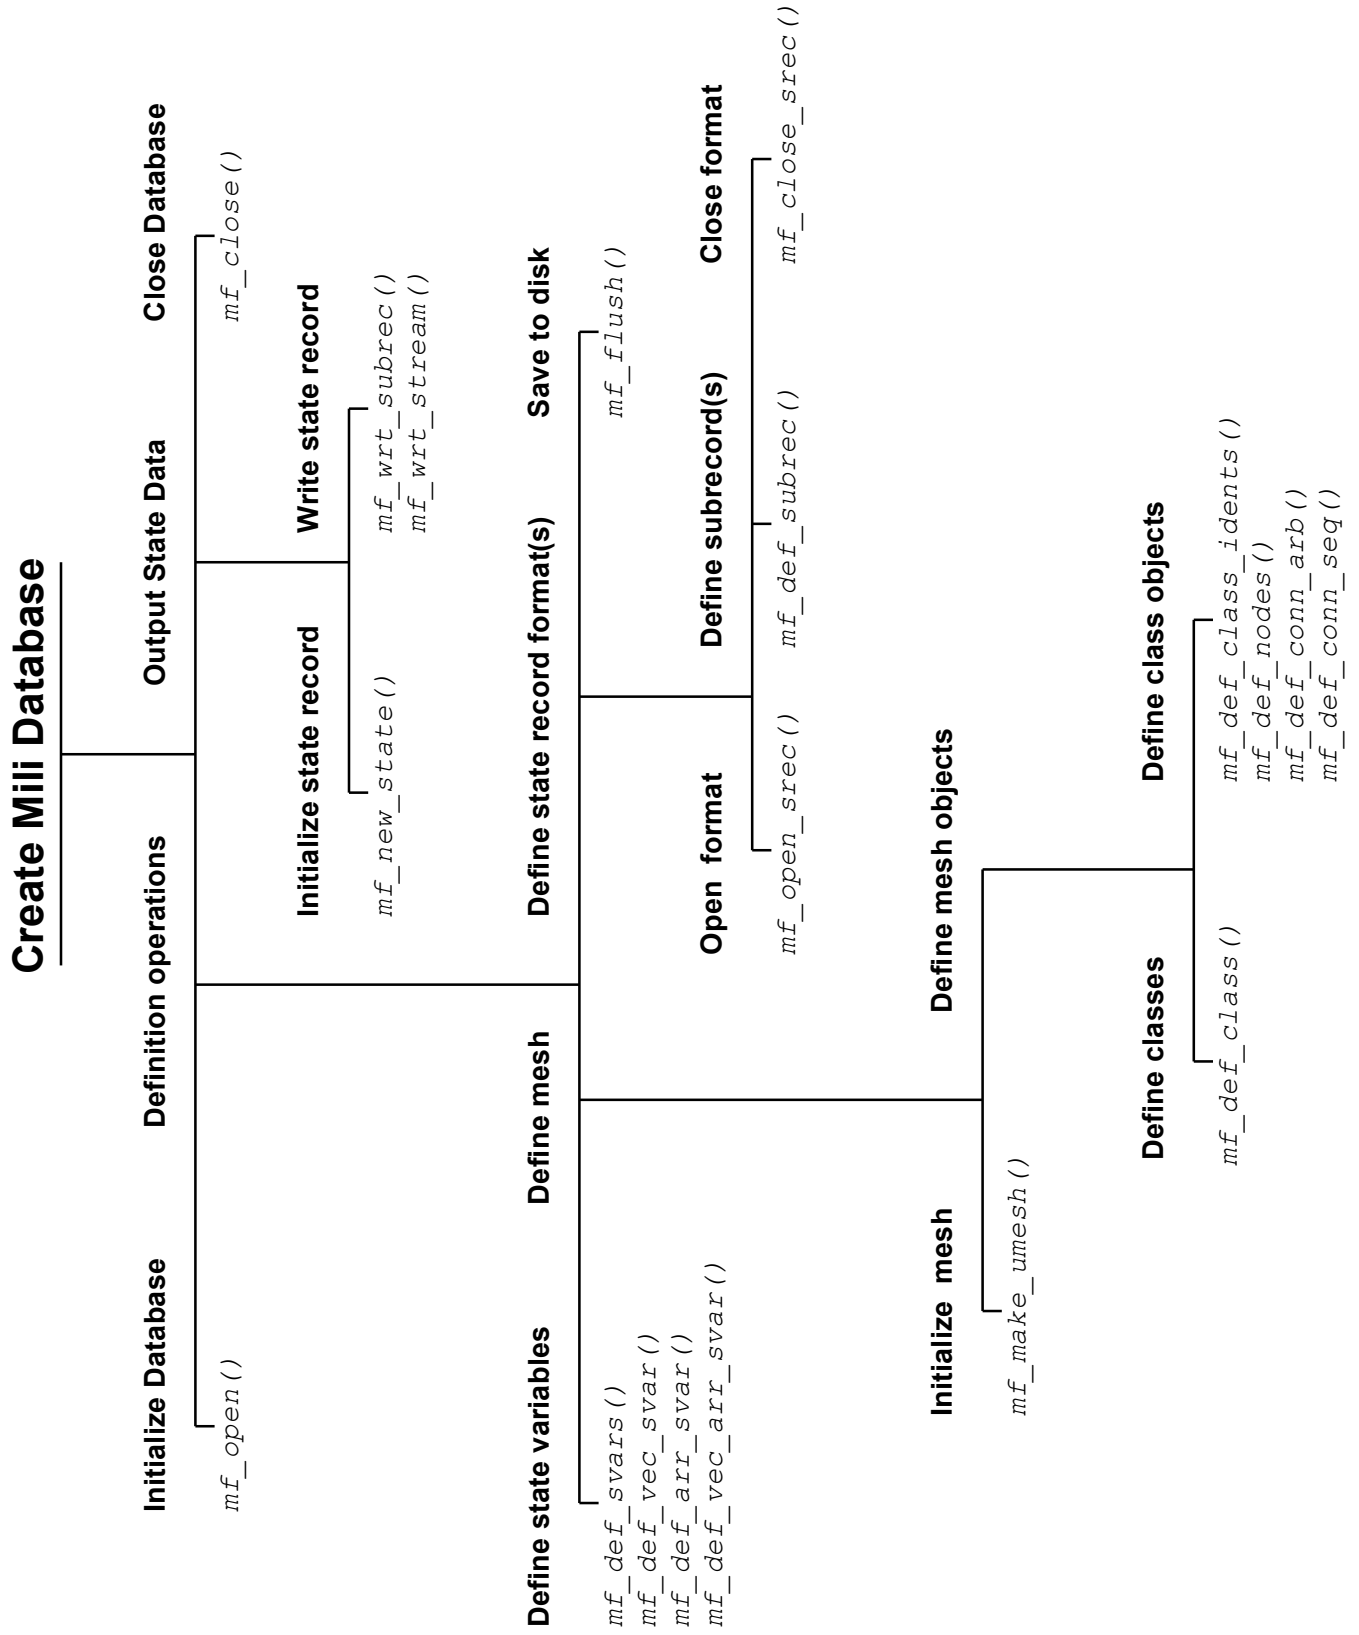 Create Mili Database
Initialize Database
Definition operations
Output State Data
Close Database
mf_open()
mf_close()
Initialize state record
Write state record
mf_new_state()
mf_wrt_subrec()
mf_wrt_stream()
Define state variables
Define mesh
Define state record format(s)
Save to disk
mf_def_svars()
mf_def_vec_svar()
mf_def_arr_svar()
mf_def_vec_arr_svar()
mf_flush()
Open format
Define subrecord(s)
Close format
mf_open_srec()
mf_def_subrec()
mf_close_srec()
Initialize mesh
Define mesh objects
mf_make_umesh()
Define classes
Define class objects
mf_def_class()
mf_def_class_idents()
mf_def_nodes()
mf_def_conn_arb()
mf_def_conn_seq()